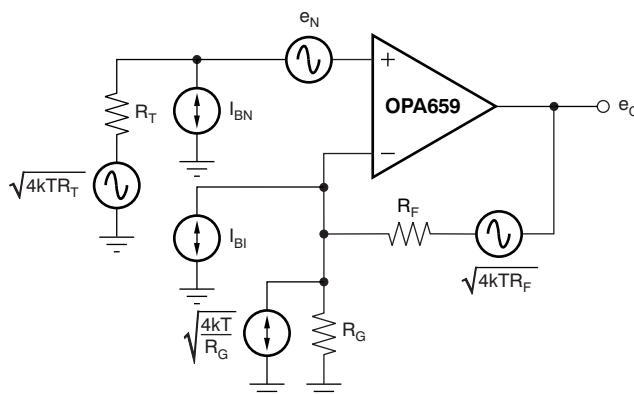 e_N
+
OPA659
e_O
R_T
I_BN
−
√4kTR_T
R_F
I_BI
√4kTR_F
√4kT/R_G
R_G